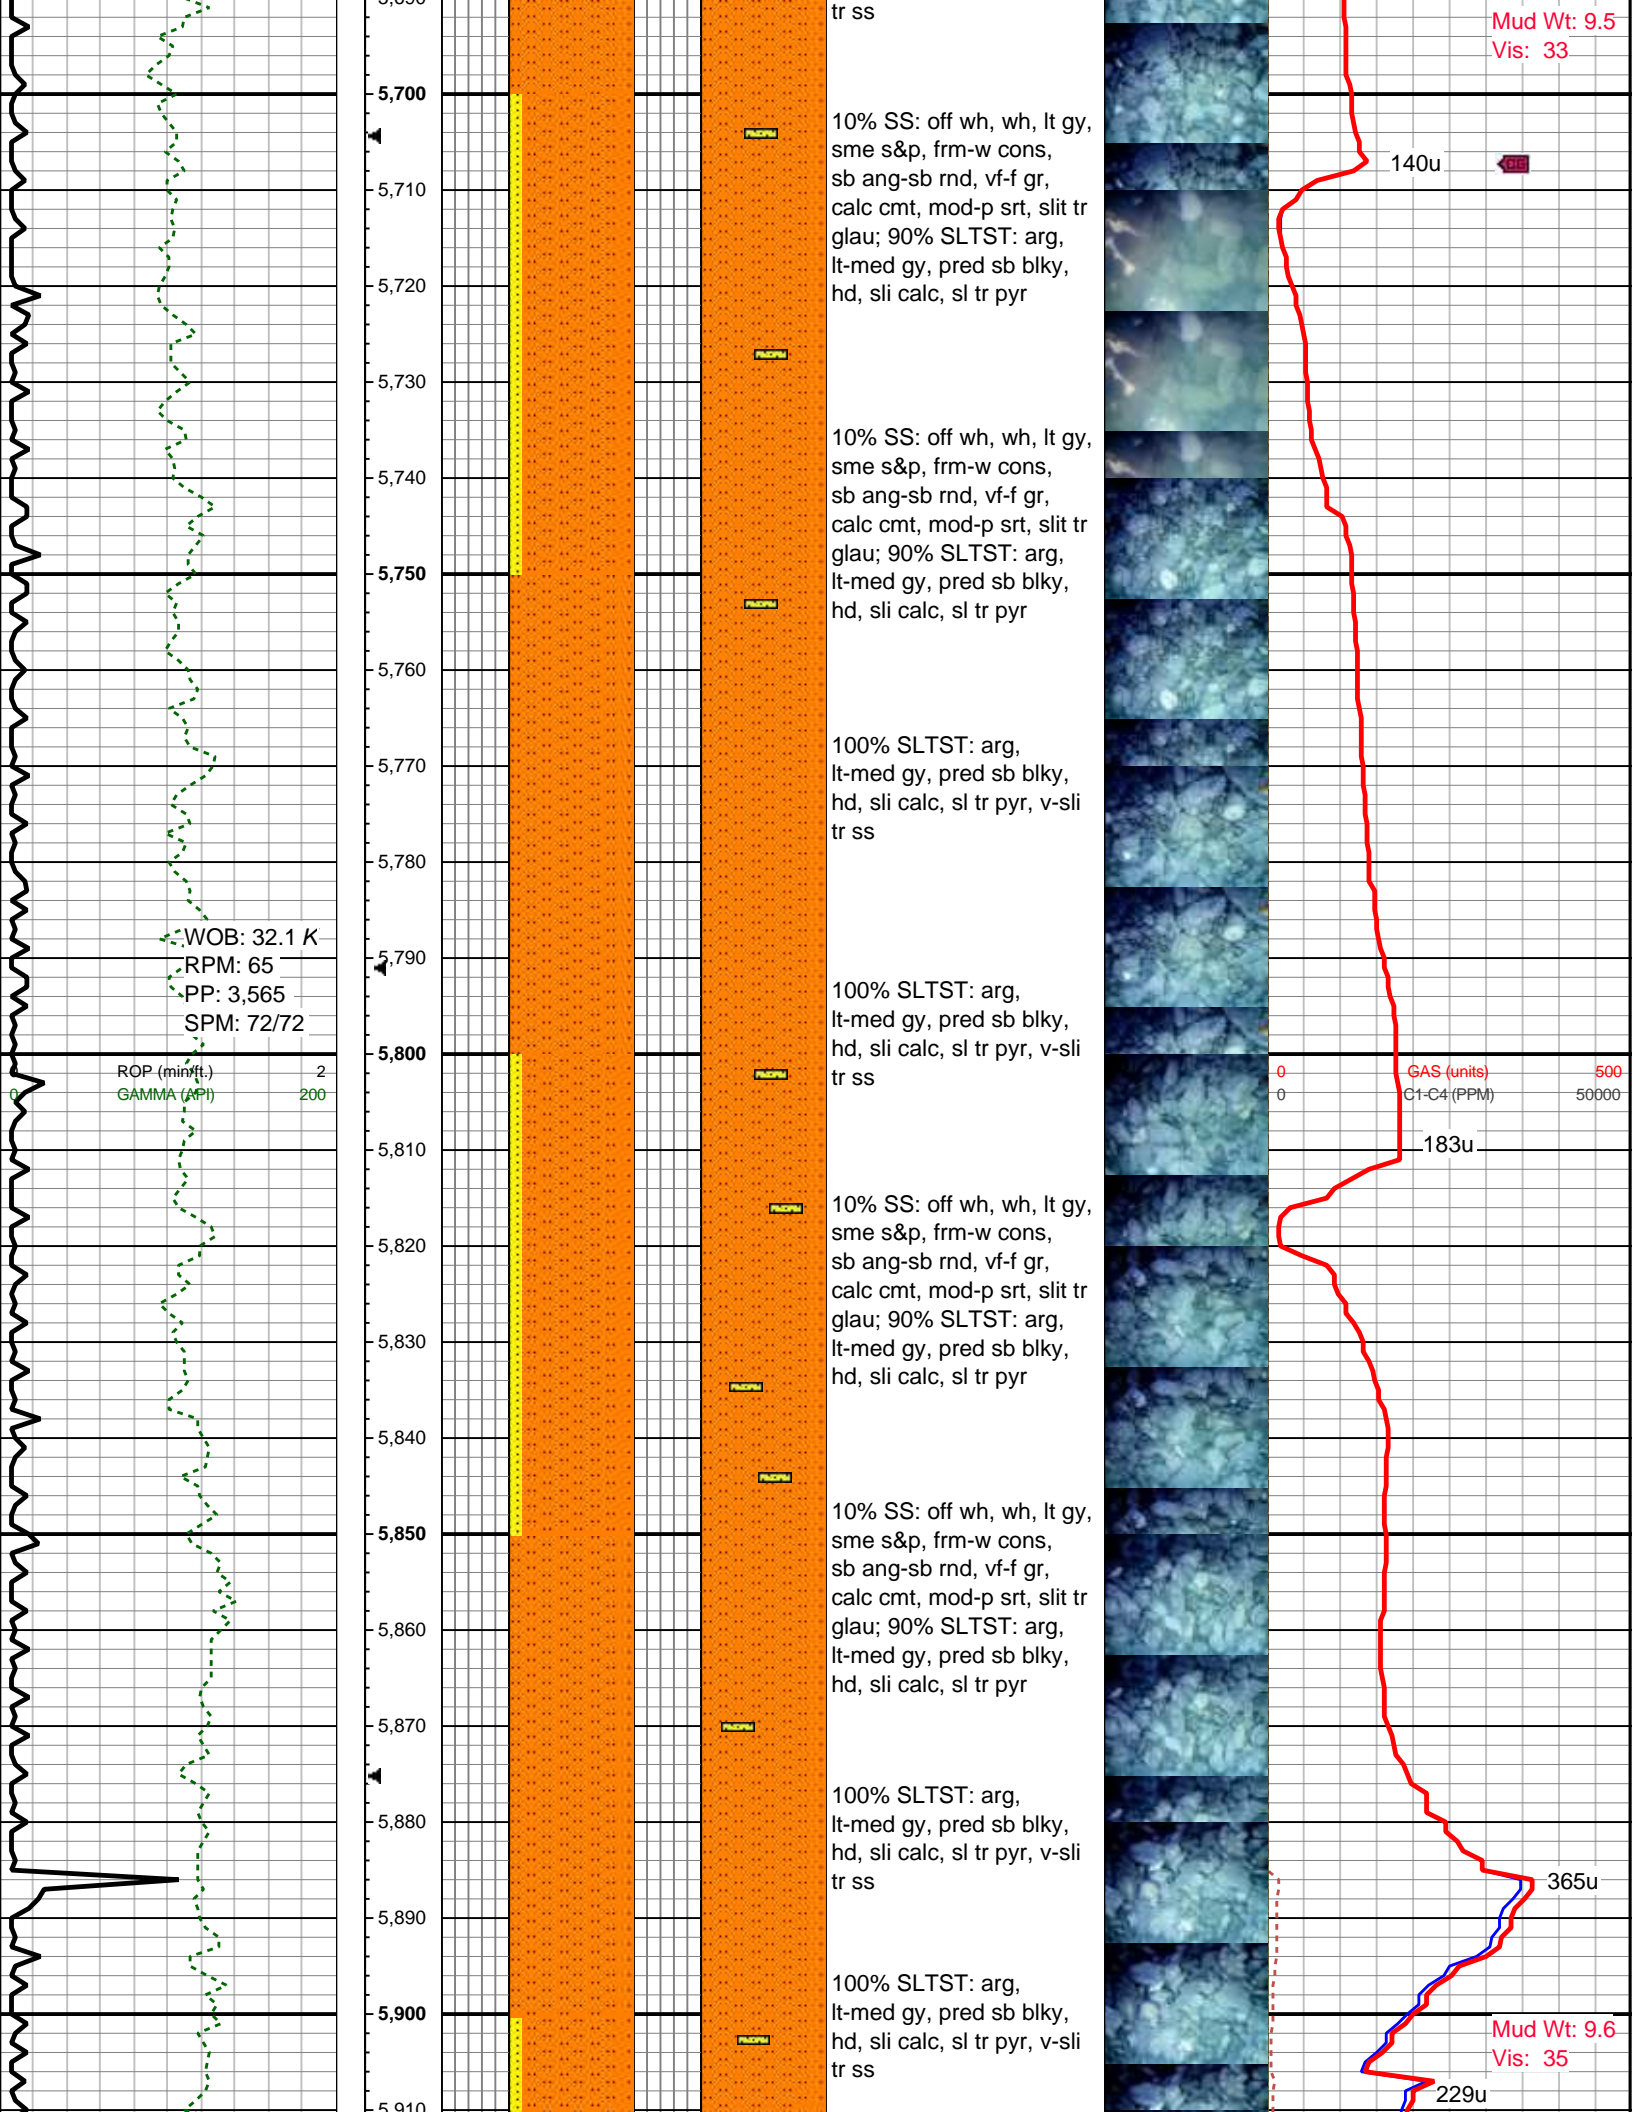 5,690
tr ss
Mud Wt: 9.5
Vis: 33
5,700
10% SS: off wh, wh, lt gy,
sme s&p, frm-w cons,
sb ang-sb rnd, vf-f gr,
calc cmt, mod-p srt, slit tr
glau; 90% SLTST: arg,
lt-med gy, pred sb blky,
hd, sli calc, sl tr pyr
140u
CG
5,710
5,720
5,730
10% SS: off wh, wh, lt gy,
sme s&p, frm-w cons,
sb ang-sb rnd, vf-f gr,
calc cmt, mod-p srt, slit tr
glau; 90% SLTST: arg,
lt-med gy, pred sb blky,
hd, sli calc, sl tr pyr
5,740
5,750
5,760
100% SLTST: arg,
lt-med gy, pred sb blky,
hd, sli calc, sl tr pyr, v-sli
tr ss
5,770
5,780
WOB: 32.1 K
RPM: 65
PP: 3,565
SPM: 72/72
5,790
100% SLTST: arg,
lt-med gy, pred sb blky,
hd, sli calc, sl tr pyr, v-sli
tr ss
5,800
ROP (min/ft.) 2
0 GAMMA (API) 200
0 GAS (units) 500
0 C1-C4 (PPM) 50000
183u
5,810
10% SS: off wh, wh, lt gy,
sme s&p, frm-w cons,
sb ang-sb rnd, vf-f gr,
calc cmt, mod-p srt, slit tr
glau; 90% SLTST: arg,
lt-med gy, pred sb blky,
hd, sli calc, sl tr pyr
5,820
5,830
5,840
5,850
10% SS: off wh, wh, lt gy,
sme s&p, frm-w cons,
sb ang-sb rnd, vf-f gr,
calc cmt, mod-p srt, slit tr
glau; 90% SLTST: arg,
lt-med gy, pred sb blky,
hd, sli calc, sl tr pyr
5,860
5,870
100% SLTST: arg,
lt-med gy, pred sb blky,
hd, sli calc, sl tr pyr, v-sli
tr ss
5,880
365u
5,890
100% SLTST: arg,
lt-med gy, pred sb blky,
hd, sli calc, sl tr pyr, v-sli
tr ss
5,900
Mud Wt: 9.6
Vis: 35
229u
5,910